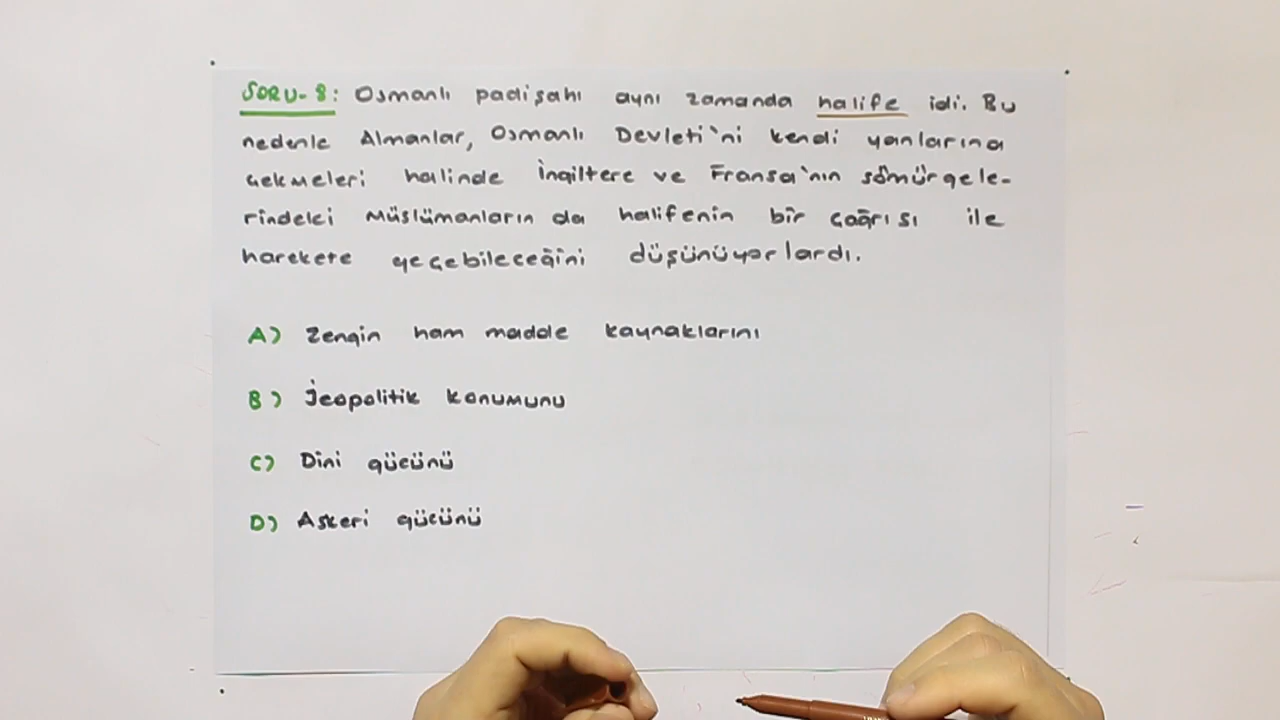 SORU-8: Osmanlı padişahı aynı zamanda halife idi. Bu
nedenle Almanlar, Osmanlı Devleti'ni kendi yanlarına
çekmeleri halinde İngiltere ve Fransa'nın sömürgele-
rindeki Müslümanların da halifenin bir çağrısı ile
harekete geçebileceğini düşünüyorlardı.
A) Zengin ham madde kaynaklarını
B) Jeopolitik konumunu
C) Dini gücünü
D) Askeri gücünü